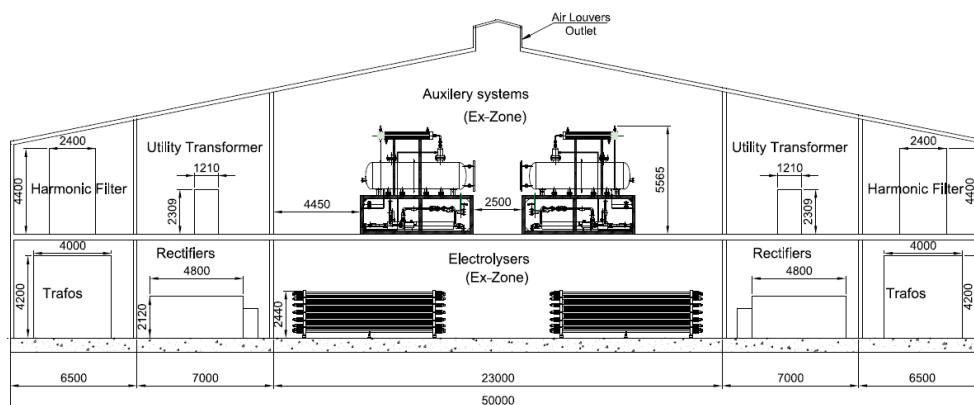 Air Louvers
Outlet
Auxilery systems
(Ex-Zone)
2400
Utility Transformer
1210
Utility Transformer
1210
2400
4400
Harmonic Filter
2309
4450
2500
5565
2309
Harmonic Filter
4400
4000
Rectifiers
4800
Electrolysers
(Ex-Zone)
Rectifiers
4800
4000
4200
Trafos
2120
2440
Trafos
4200
6500
7000
23000
7000
6500
50000